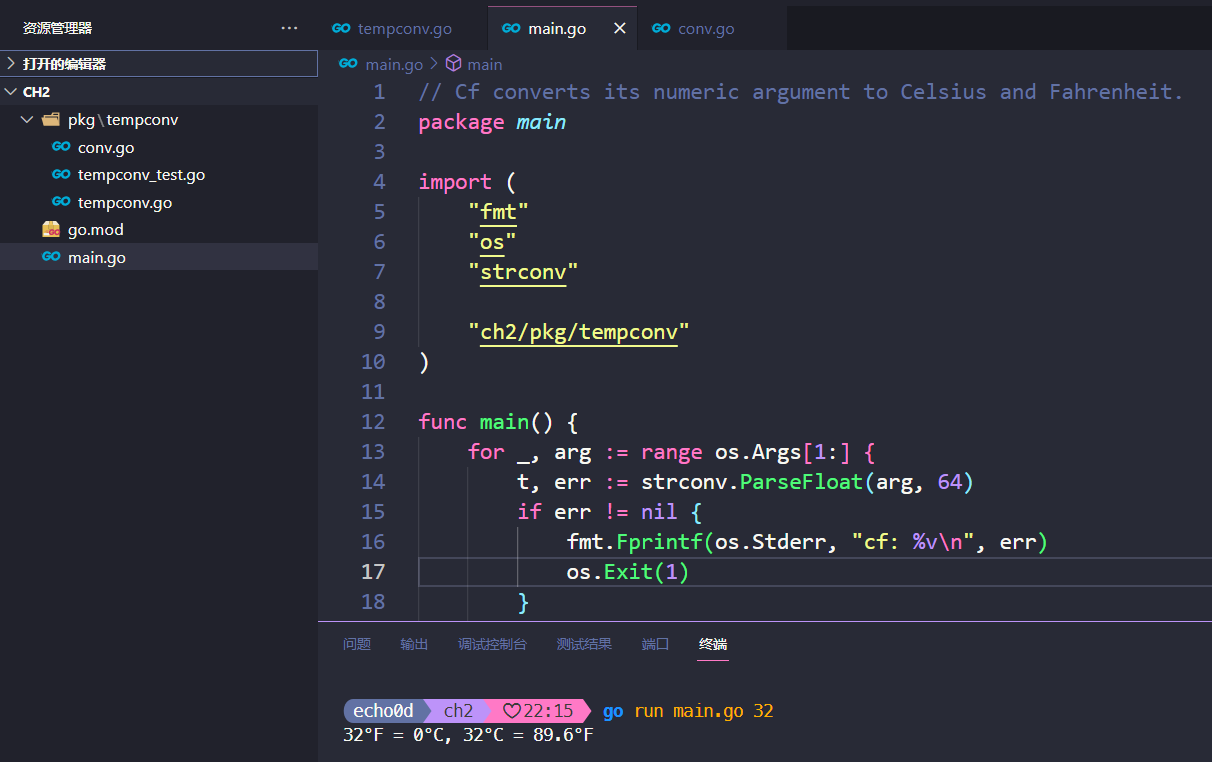 资源管理器 ...
打开的编辑器
CH2
pkg\tempconv
conv.go
tempconv_test.go
tempconv.go
go.mod
main.go
GO tempconv.go GO main.go × GO conv.go
GO main.go > main
1 // Cf converts its numeric argument to Celsius and Fahrenheit.
2 package main
3
4 import (
5 "fmt"
6 "os"
7 "strconv"
8
9 "ch2/pkg/tempconv"
10 )
11
12 func main() {
13 for _, arg := range os.Args[1:] {
14 t, err := strconv.ParseFloat(arg, 64)
15 if err != nil {
16 fmt.Fprintf(os.Stderr, "cf: %v\n", err)
17 os.Exit(1)
18 }
问题 输出 调试控制台 测试结果 端口 终端
echo0d ch2 ♡22:15 go run main.go 32
32°F = 0°C, 32°C = 89.6°F